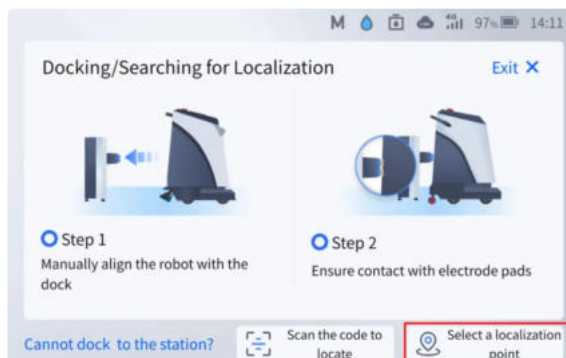 M 4G 97% 14:11
Docking/Searching for Localization
Exit ✕
Step 1
Manually align the robot with the
dock
Step 2
Ensure contact with electrode pads
Cannot dock to the station?
Scan the code to
locate
Select a localization
point